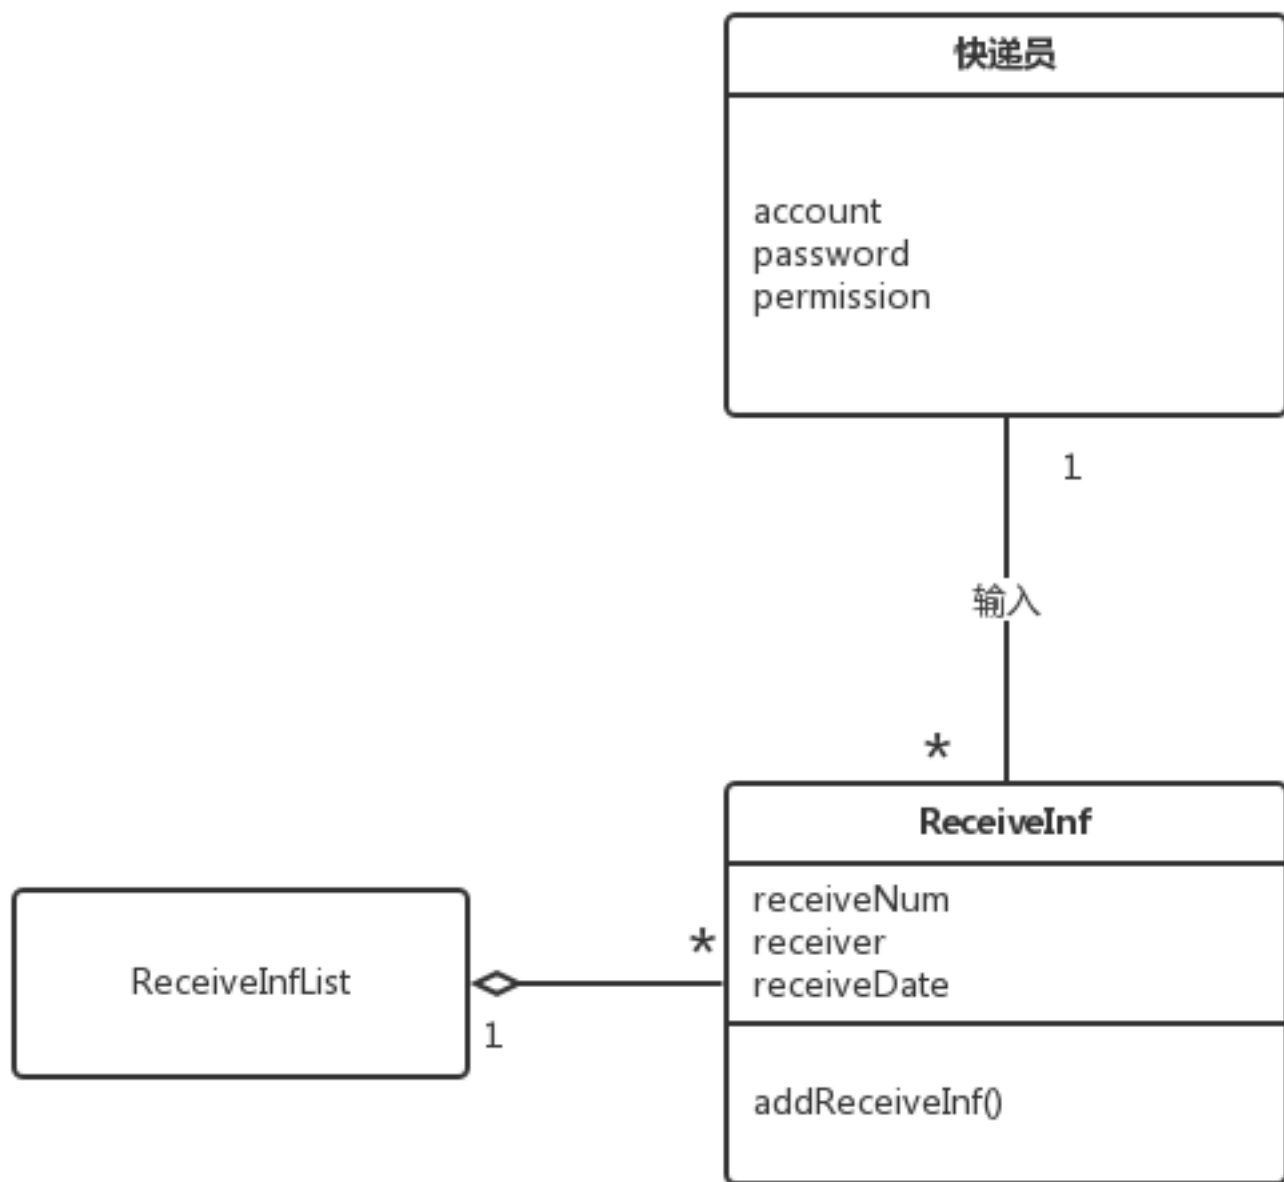 快递员
account
password
permission
1
输入
*
ReceiveInf
receiveNum
receiver
receiveDate
addReceiveInf()
ReceiveInfList
1
*